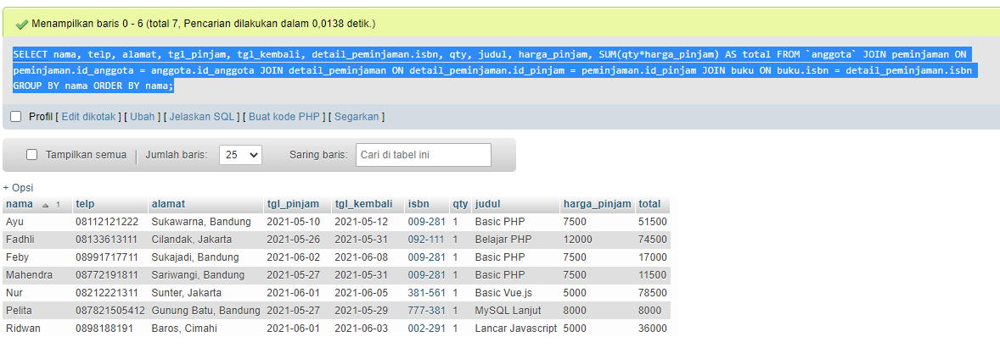 Menampilkan baris 0 - 6 (total 7, Pencarian dilakukan dalam 0,0138 detik.)
SELECT nama, telp, alamat, tgl_pinjam, tgl_kembali, detail_peminjaman.isbn, qty, judul, harga_pinjam, SUM(qty*harga_pinjam) AS total FROM `anggota` JOIN peminjaman ON
peminjaman.id_anggota = anggota.id_anggota JOIN detail_peminjaman ON detail_peminjaman.id_pinjam = peminjaman.id_pinjam JOIN buku ON buku.isbn = detail_peminjaman.isbn
GROUP BY nama ORDER BY nama;
Profil [ Edit dikotak ] [ Ubah ] [ Jelaskan SQL ] [ Buat kode PHP ] [ Segarkan ]
Tampilkan semua | Jumlah baris: 25 Saring baris: Cari di tabel ini
+ Opsi
nama 1 telp alamat tgl_pinjam tgl_kembali isbn qty judul harga_pinjam total
Ayu 08112121222 Sukawarna, Bandung 2021-05-10 2021-05-12 009-281 1 Basic PHP 7500 51500
Fadhli 08133613111 Cilandak, Jakarta 2021-05-26 2021-05-31 092-111 1 Belajar PHP 12000 74500
Feby 08991717711 Sukajadi, Bandung 2021-06-02 2021-06-08 009-281 1 Basic PHP 7500 17000
Mahendra 08772191811 Sariwangi, Bandung 2021-05-27 2021-05-31 009-281 1 Basic PHP 7500 11500
Nur 08212221311 Sunter, Jakarta 2021-06-01 2021-06-05 381-561 1 Basic Vue.js 5000 78500
Pelita 087821505412 Gunung Batu, Bandung 2021-05-27 2021-05-29 777-381 1 MySQL Lanjut 8000 8000
Ridwan 0898188191 Baros, Cimahi 2021-06-01 2021-06-03 002-291 1 Lancar Javascript 5000 36000